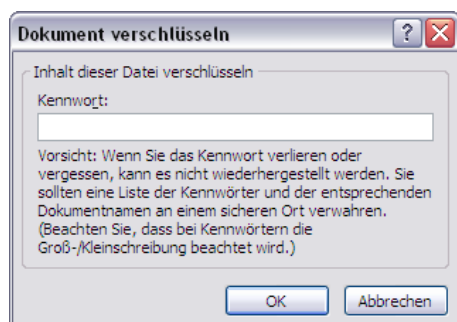 Dokument verschlüsseln
Inhalt dieser Datei verschlüsseln
Kennwort:
Vorsicht: Wenn Sie das Kennwort verlieren oder
vergessen, kann es nicht wiederhergestellt werden. Sie
sollten eine Liste der Kennwörter und der entsprechenden
Dokumentnamen an einem sicheren Ort verwahren.
(Beachten Sie, dass bei Kennwörtern die
Groß-/Kleinschreibung beachtet wird.)
OK
Abbrechen